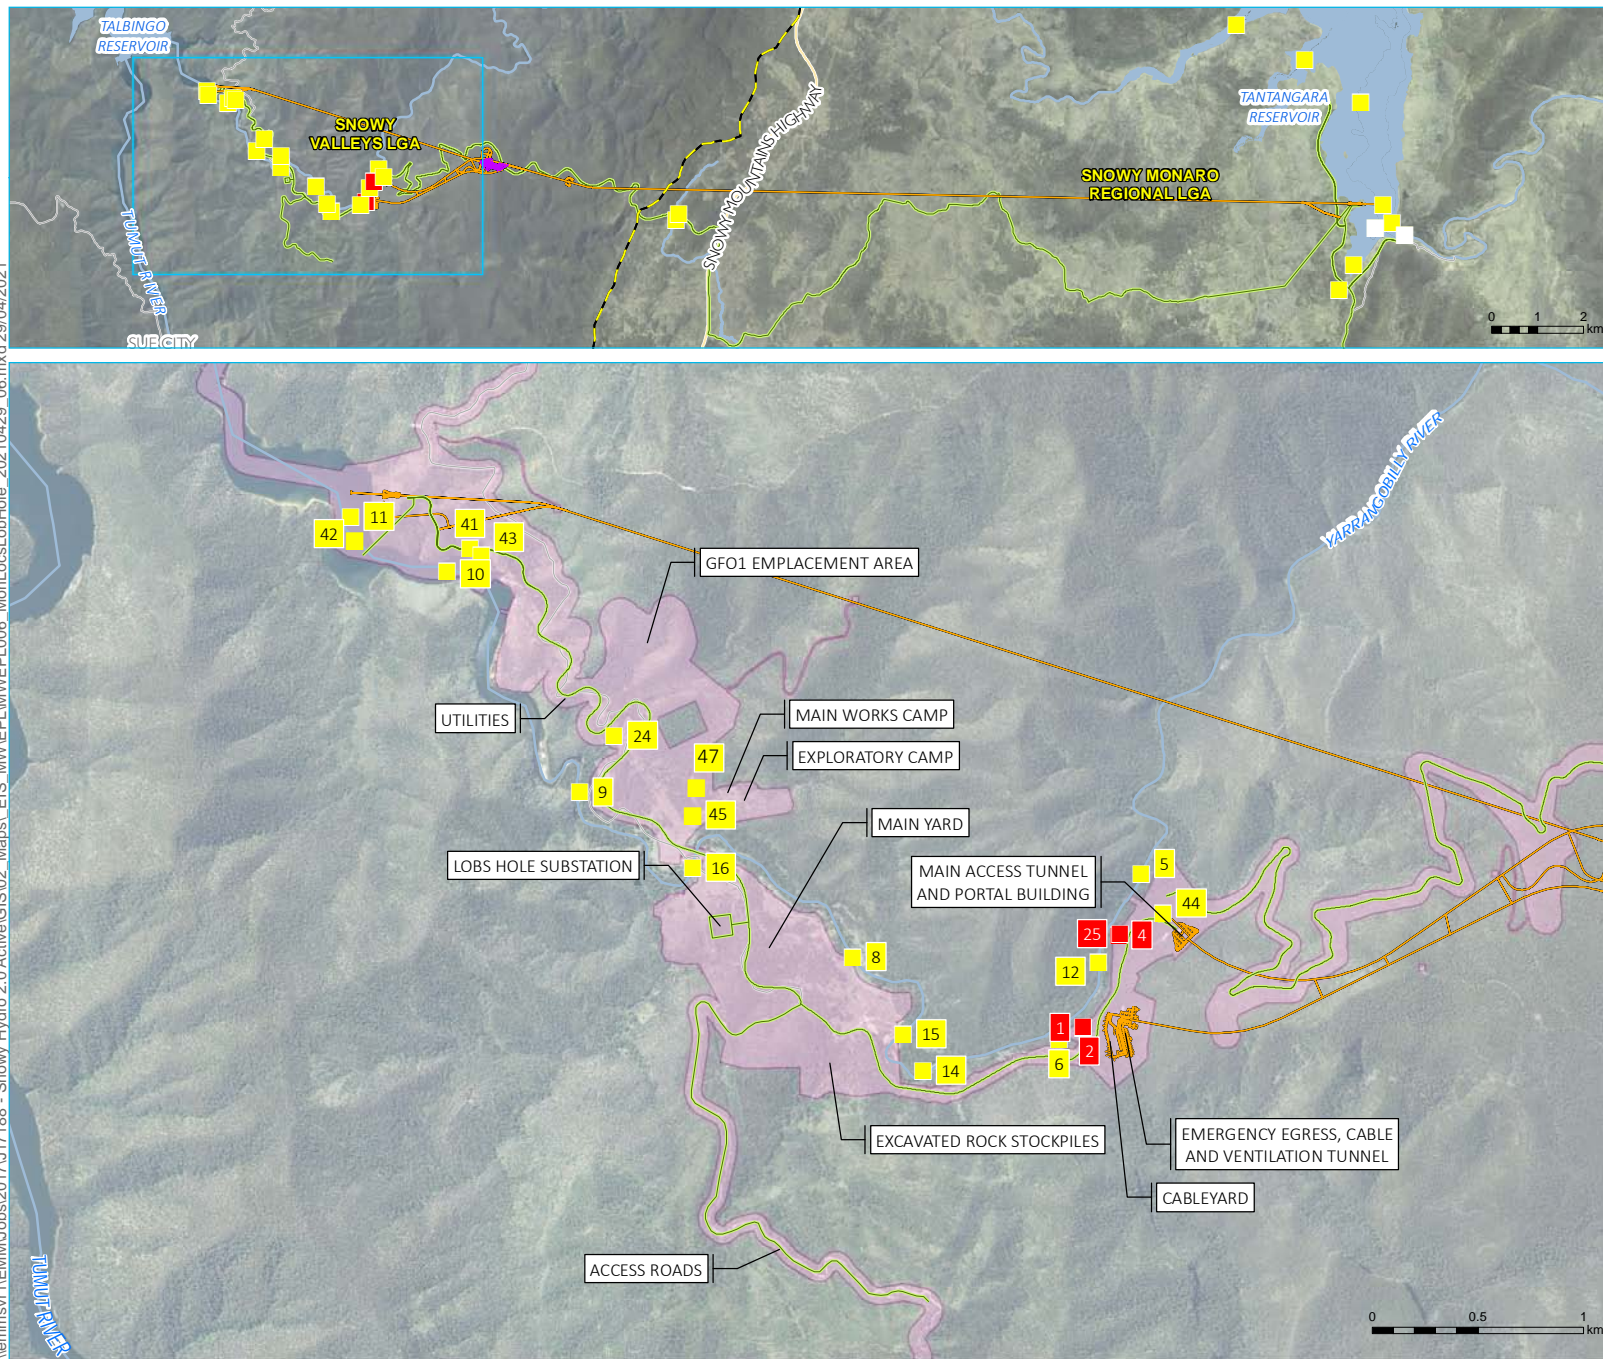 TALBINGO
RESERVOIR
SNOWY
VALLEYS LGA
TUMUT RIVER
SUE CITY
SNOWY MOUNTAINS HIGHWAY
TANTANGARA
RESERVOIR
SNOWY MONARO
REGIONAL LGA
0 1 2
km
YARRANGOBILLY RIVER
11
42
41
43
10
GFO1 EMPLACEMENT AREA
UTILITIES
24
47
MAIN WORKS CAMP
EXPLORATORY CAMP
9
45
MAIN YARD
LOBS HOLE SUBSTATION
16
MAIN ACCESS TUNNEL
AND PORTAL BUILDING
5
44
25
4
12
8
15
14
1
2
6
EXCAVATED ROCK STOCKPILES
EMERGENCY EGRESS, CABLE
AND VENTILATION TUNNEL
CABLEYARD
ACCESS ROADS
TUMUT RIVER
0 0.5 1
km